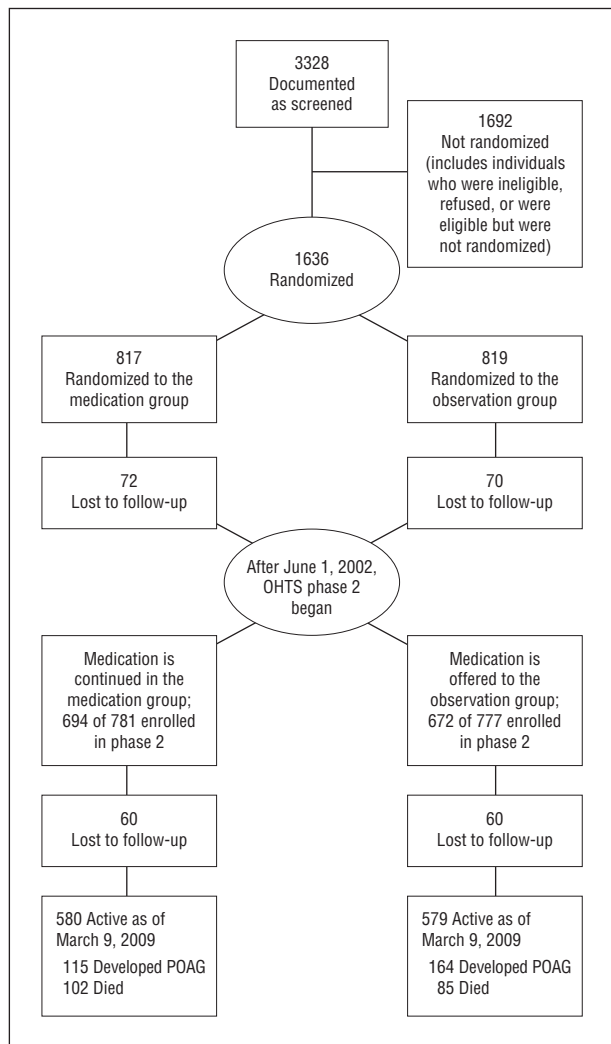 3328
Documented
as screened
1692
Not randomized
(includes individuals
who were ineligible,
refused, or were
eligible but were
not randomized)
1636
Randomized
817
Randomized to the
medication group
819
Randomized to the
observation group
72
Lost to follow-up
70
Lost to follow-up
After June 1, 2002,
OHTS phase 2
began
Medication is
continued in the
medication group;
694 of 781 enrolled
in phase 2
Medication is
offered to the
observation group;
672 of 777 enrolled
in phase 2
60
Lost to follow-up
60
Lost to follow-up
580 Active as of
March 9, 2009
115 Developed POAG
102 Died
579 Active as of
March 9, 2009
164 Developed POAG
85 Died